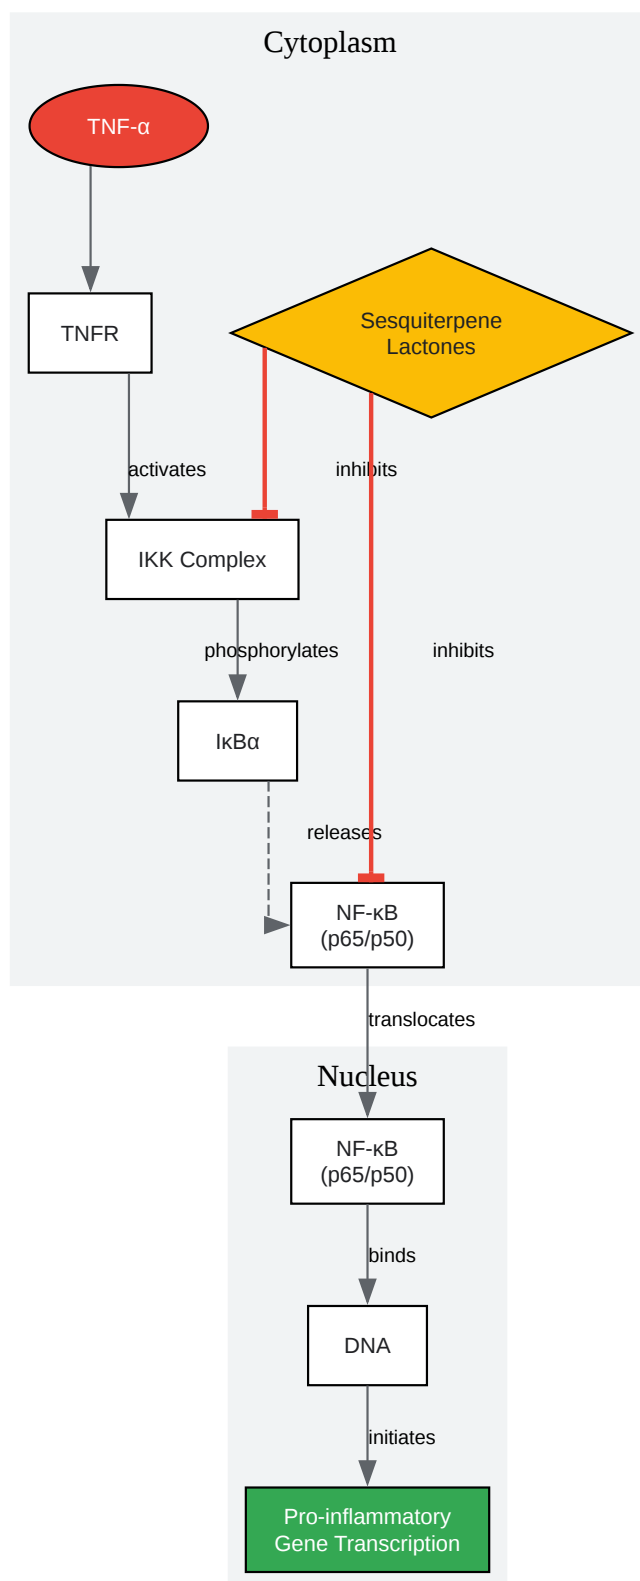 Cytoplasm
TNF-α
TNFR
Sesquiterpene
Lactones
activates
inhibits
IKK Complex
phosphorylates
inhibits
IκBα
releases
NF-κB
(p65/p50)
translocates
Nucleus
NF-κB
(p65/p50)
binds
DNA
initiates
Pro-inflammatory
Gene Transcription